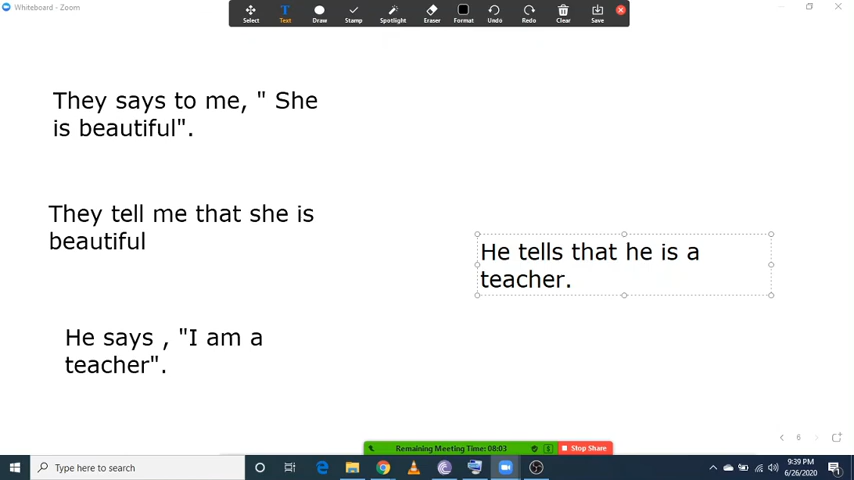 Whiteboard - Zoom
Select Text Draw Stamp Spotlight Eraser Format Undo Redo Clear Save
They says to me, " She
is beautiful".
They tell me that she is
beautiful
He tells that he is a
teacher.
He says , "I am a
teacher".
6
Remaining Meeting Time: 08:03 Stop Share
Type here to search
9:39 PM
6/26/2020